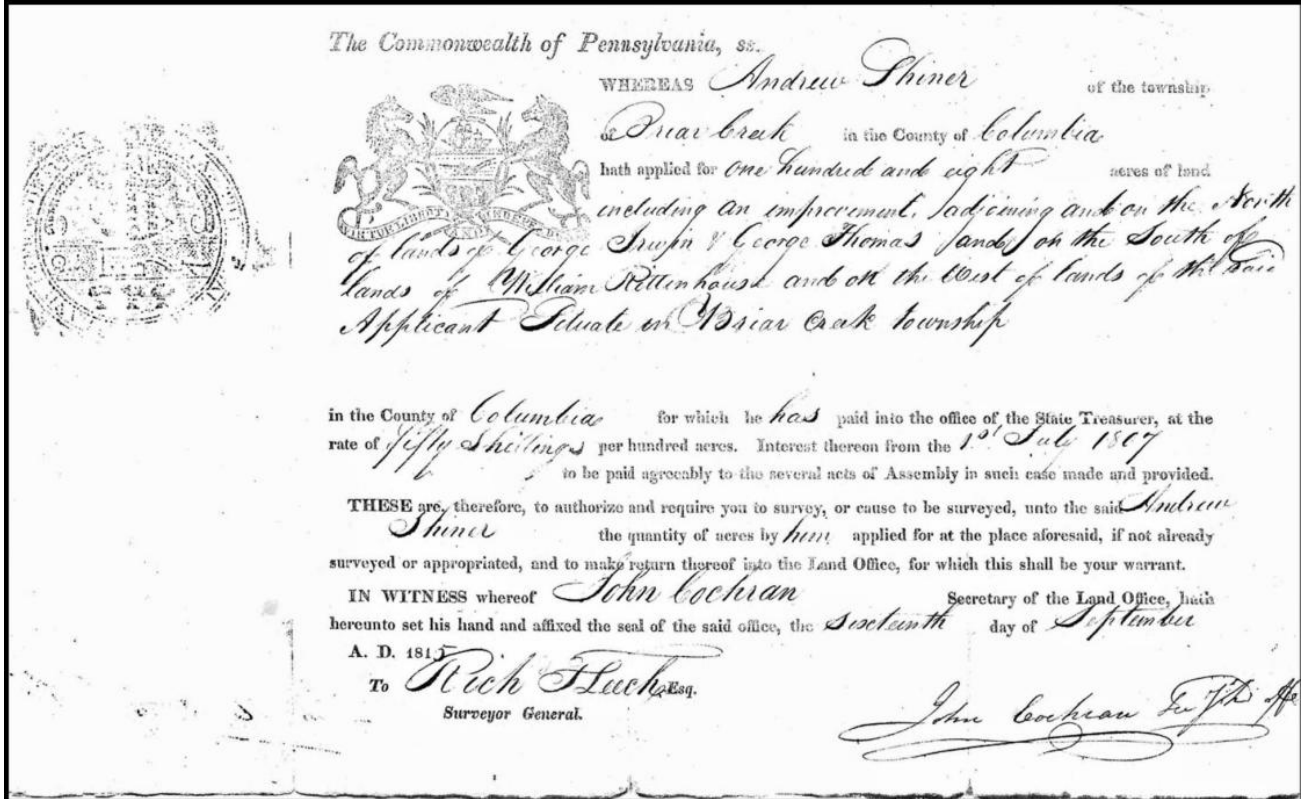 The Commonwealth of Pennsylvania, ss.
WHEREAS Andrew Shiner of the township
of Briar Creek in the County of Columbia
hath applied for one hundred and eight acres of land
including an improvement, adjoining and on the North
of lands of George Irwin & George Thomas and on the South of
lands of William Rittenhouse and on the West of lands of the said
Applicant Situate in Briar Creek township
VIRTUE LIBERTY AND INDEPENDENCE
in the County of Columbia for which he has paid into the office of the State Treasurer, at the
rate of fifty Shillings per hundred acres. Interest thereon from the 1st July 1807
to be paid agreeably to the several acts of Assembly in such case made and provided.
THESE are, therefore, to authorize and require you to survey, or cause to be surveyed, unto the said Andrew
Shiner the quantity of acres by him applied for at the place aforesaid, if not already
surveyed or appropriated, and to make return thereof into the Land Office, for which this shall be your warrant.
IN WITNESS whereof John Cochran Secretary of the Land Office, hath
hereunto set his hand and affixed the seal of the said office, the sixteenth day of September
A. D. 1815
To Rich T Leech Esq.
Surveyor General.
John Cochran